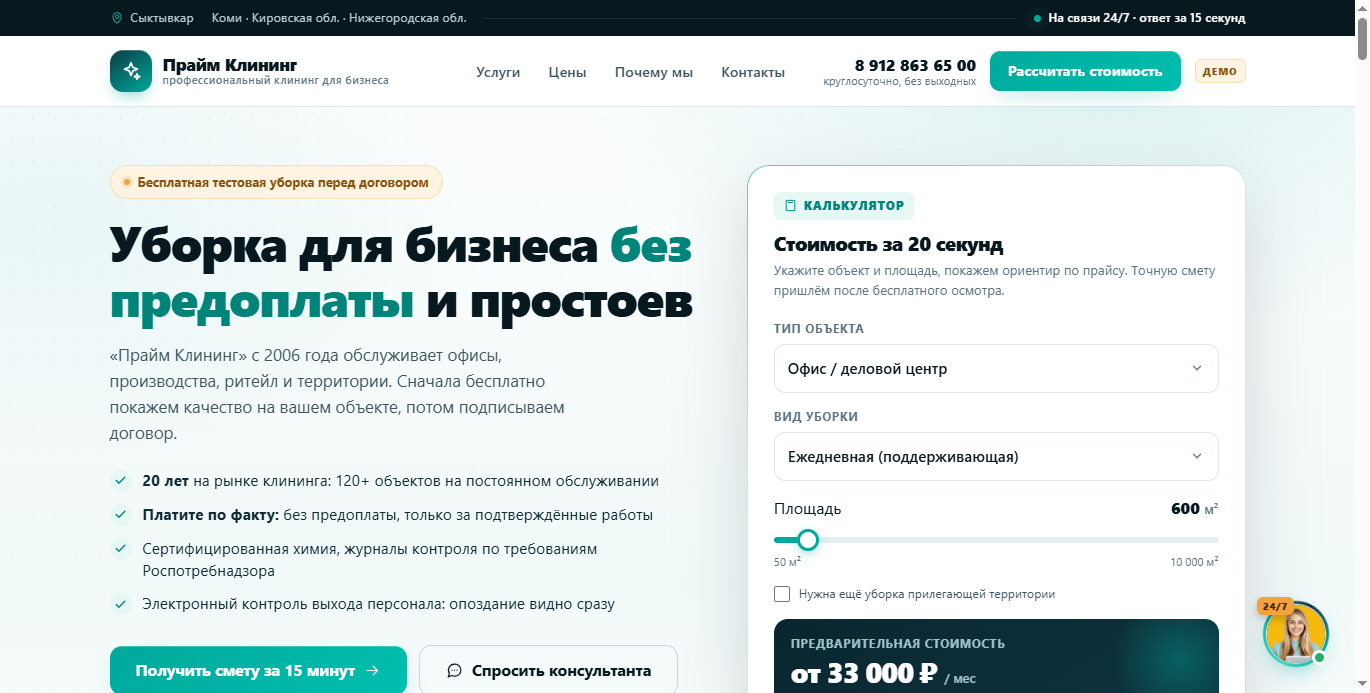 Сыктывкар Коми · Кировская обл. · Нижегородская обл. На связи 24/7 · ответ за 15 секунд
Прайм Клининг
профессиональный клининг для бизнеса
Услуги Цены Почему мы Контакты
8 912 863 65 00
круглосуточно, без выходных
Рассчитать стоимость
ДЕМО
Бесплатная тестовая уборка перед договором
Уборка для бизнеса без
предоплаты и простоев
«Прайм Клининг» с 2006 года обслуживает офисы,
производства, ритейл и территории. Сначала бесплатно
покажем качество на вашем объекте, потом подписываем
договор.
20 лет на рынке клининга: 120+ объектов на постоянном обслуживании
Платите по факту: без предоплаты, только за подтверждённые работы
Сертифицированная химия, журналы контроля по требованиям
Роспотребнадзора
Электронный контроль выхода персонала: опоздание видно сразу
Получить смету за 15 минут →
Спросить консультанта
КАЛЬКУЛЯТОР
Стоимость за 20 секунд
Укажите объект и площадь, покажем ориентир по прайсу. Точную смету
пришлём после бесплатного осмотра.
ТИП ОБЪЕКТА
Офис / деловой центр
ВИД УБОРКИ
Ежедневная (поддерживающая)
Площадь 600 м²
50 м² 10 000 м²
Нужна ещё уборка прилегающей территории
ПРЕДВАРИТЕЛЬНАЯ СТОИМОСТЬ
от 33 000 ₽ / мес
24/7